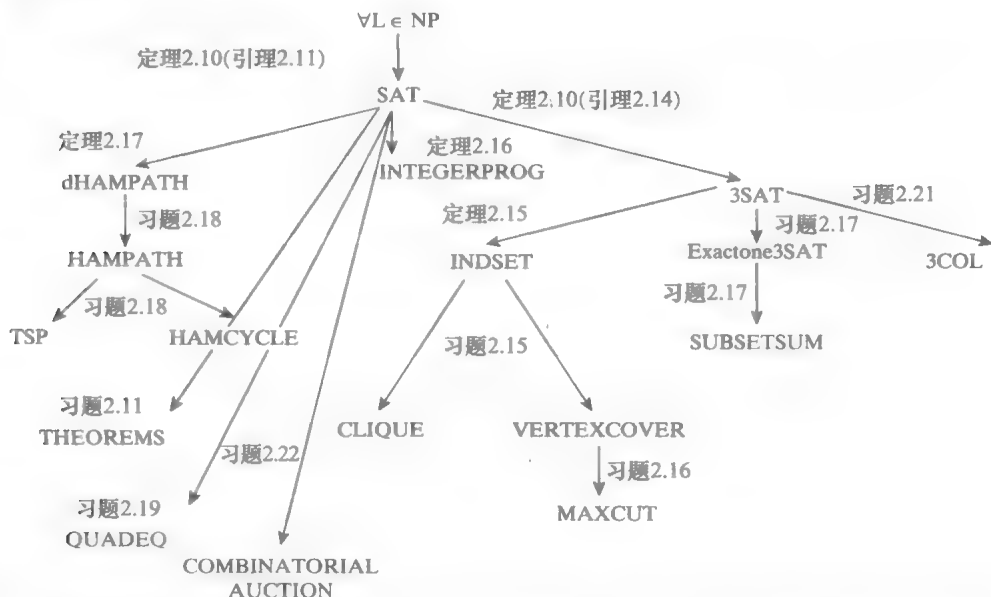 ∀L ∈ NP
定理2.10(引理2.11)
SAT
定理2.10(引理2.14)
定理2.17
dHAMPATH
定理2.16
INTEGERPROG
3SAT
习题2.21
习题2.18
定理2.15
习题2.17
HAMPATH
INDSET
Exactone3SAT
3COL
习题2.18
习题2.17
TSP
HAMCYCLE
习题2.15
SUBSETSUM
习题2.11
THEOREMS
CLIQUE
VERTEXCOVER
习题2.22
习题2.16
习题2.19
QUADEQ
MAXCUT
COMBINATORIAL
AUCTION